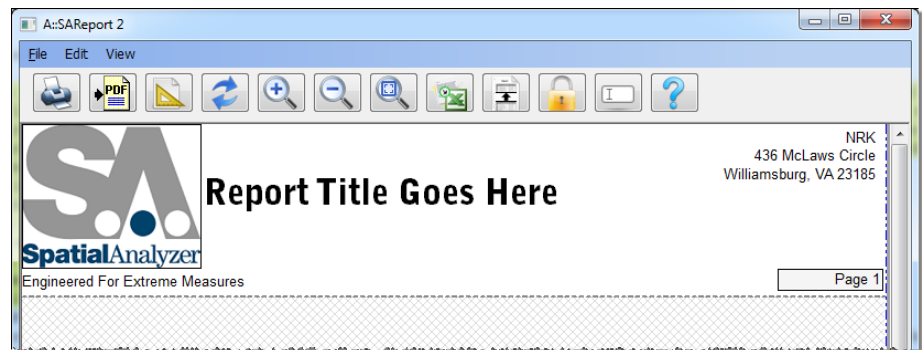 A::SAReport 2
File Edit View
PDF
NRK
436 McLaws Circle
Williamsburg, VA 23185
SA
Report Title Goes Here
SpatialAnalyzer
Engineered For Extreme Measures
Page 1